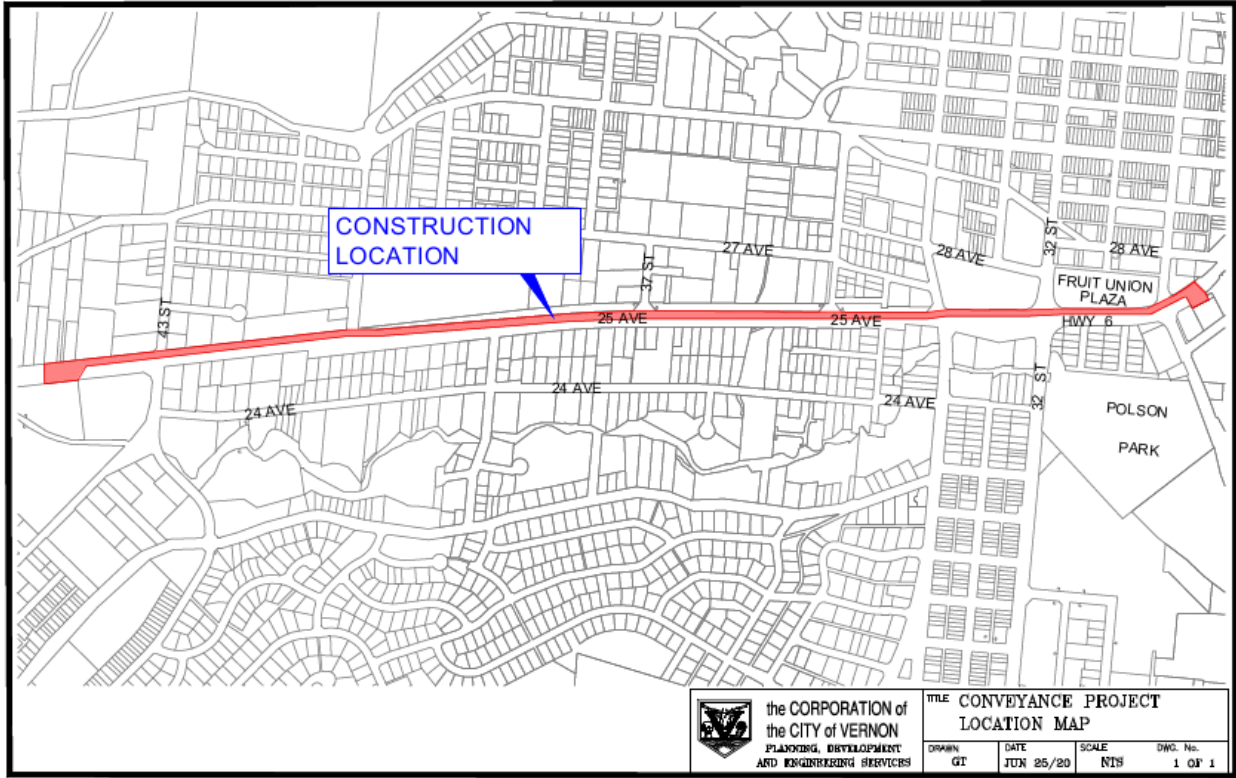 CONSTRUCTION
LOCATION
27 AVE
28 AVE
32 ST
28 AVE
37 ST
FRUIT UNION
PLAZA
43 ST
25 AVE
25 AVE
HWY 6
24 AVE
24 AVE
24 AVE
32 ST
POLSON
PARK
the CORPORATION of
the CITY of VERNON
PLANNING, DEVELOPMENT
AND ENGINEERING SERVICES
TITLE CONVEYANCE PROJECT
LOCATION MAP
DRAWN DATE SCALE DWG. No.
GT JUN 25/20 NTS 1 OF 1